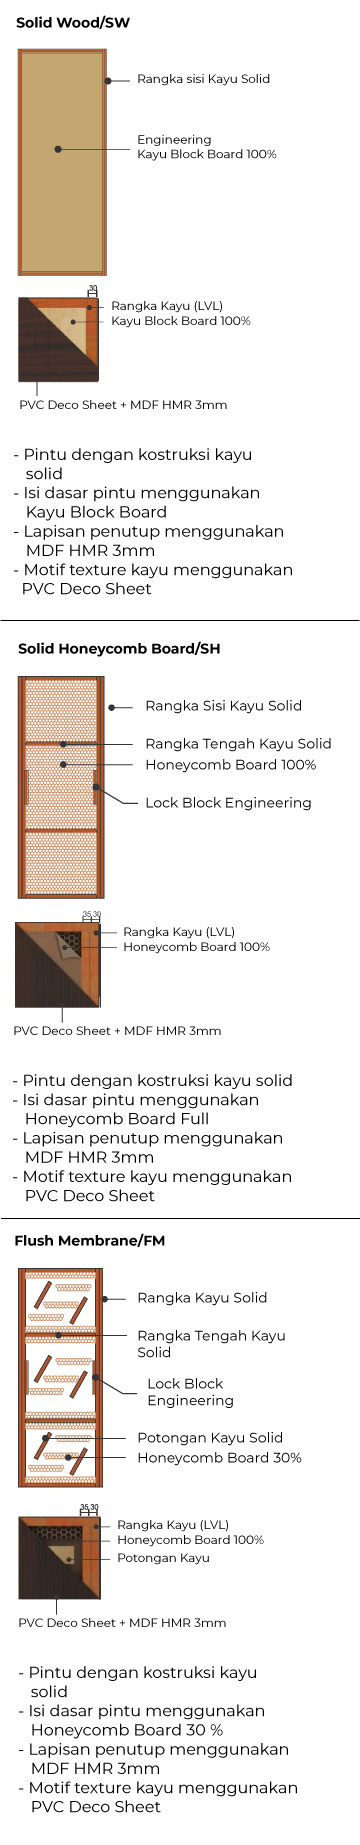 Solid Wood/SW
Rangka sisi Kayu Solid
Engineering
Kayu Block Board 100%
30
Rangka Kayu (LVL)
Kayu Block Board 100%
PVC Deco Sheet + MDF HMR 3mm
- Pintu dengan kostruksi kayu
solid
- Isi dasar pintu menggunakan
Kayu Block Board
- Lapisan penutup menggunakan
MDF HMR 3mm
- Motif texture kayu menggunakan
PVC Deco Sheet
Solid Honeycomb Board/SH
Rangka Sisi Kayu Solid
Rangka Tengah Kayu Solid
Honeycomb Board 100%
Lock Block Engineering
35 30
Rangka Kayu (LVL)
Honeycomb Board 100%
PVC Deco Sheet + MDF HMR 3mm
- Pintu dengan kostruksi kayu solid
- Isi dasar pintu menggunakan
Honeycomb Board Full
- Lapisan penutup menggunakan
MDF HMR 3mm
- Motif texture kayu menggunakan
PVC Deco Sheet
Flush Membrane/FM
Rangka Kayu Solid
Rangka Tengah Kayu
Solid
Lock Block
Engineering
Potongan Kayu Solid
Honeycomb Board 30%
35 30
Rangka Kayu (LVL)
Honeycomb Board 100%
Potongan Kayu
PVC Deco Sheet + MDF HMR 3mm
- Pintu dengan kostruksi kayu
solid
- Isi dasar pintu menggunakan
Honeycomb Board 30 %
- Lapisan penutup menggunakan
MDF HMR 3mm
- Motif texture kayu menggunakan
PVC Deco Sheet